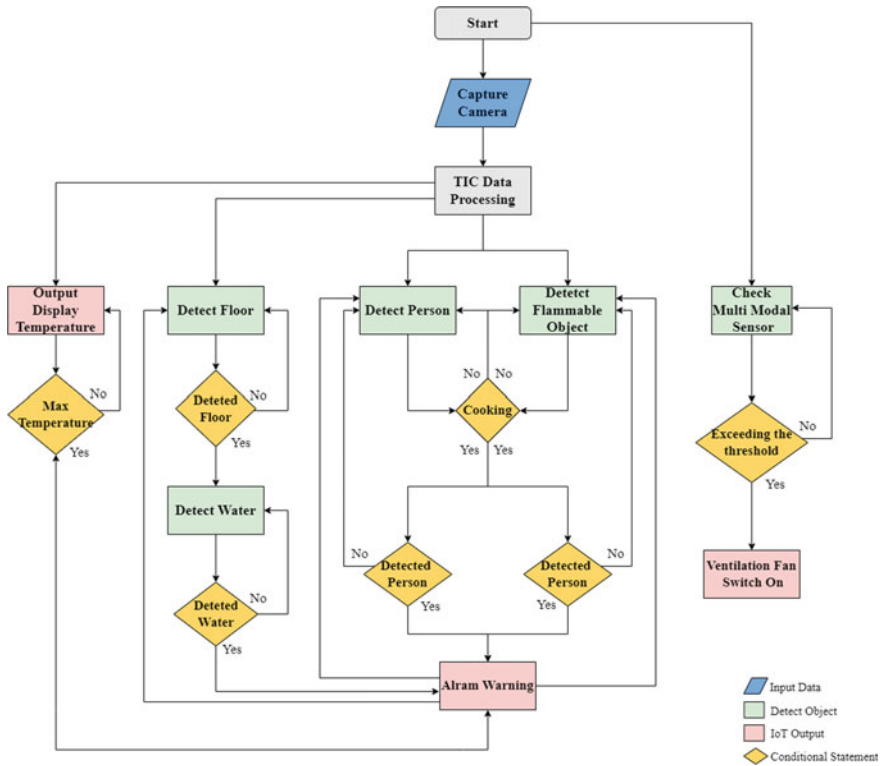 Start
Capture
Camera
TIC Data
Processing
Output
Display
Temperature
Detect Floor
Detect Person
Detetct
Flammable
Object
Check
Multi Modal
Sensor
No
No
No
No
No
Max
Temperature
Deteted
Floor
Cooking
Exceeding the
threshold
Yes
Yes
Yes
Yes
Yes
Detect Water
No
No
No
Detected
Person
Detected
Person
Ventilation Fan
Switch On
Deteted
Water
Yes
Yes
Yes
Alram Warning
Input Data
Detect Object
IoT Output
Conditional Statement